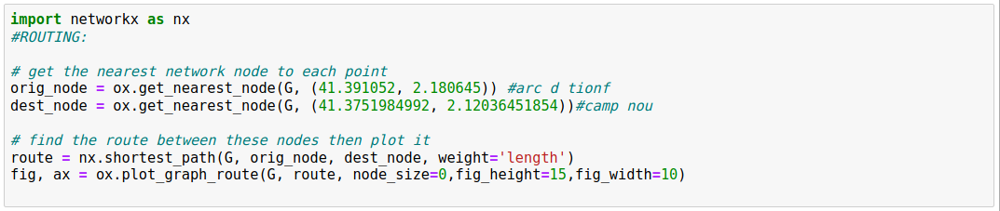 import networkx as nx
#ROUTING:
# get the nearest network node to each point
orig_node = ox.get_nearest_node(G, (41.391052, 2.180645)) #arc d tionf
dest_node = ox.get_nearest_node(G, (41.3751984992, 2.12036451854))#camp nou
# find the route between these nodes then plot it
route = nx.shortest_path(G, orig_node, dest_node, weight='length')
fig, ax = ox.plot_graph_route(G, route, node_size=0,fig_height=15,fig_width=10)